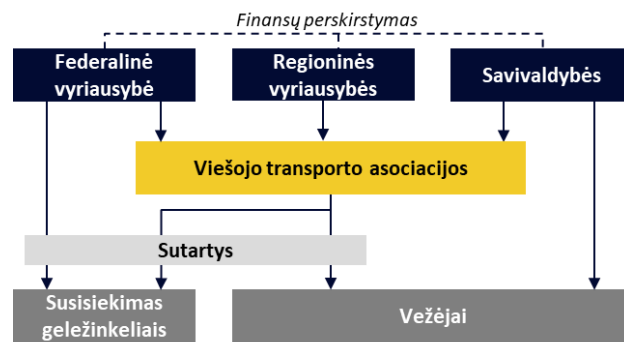 Finansų perskirstymas
Federalinė
vyriausybė
Regioninės
vyriausybės
Savivaldybės
Viešojo transporto asociacijos
Sutartys
Susisiekimas
geležinkeliais
Vežėjai